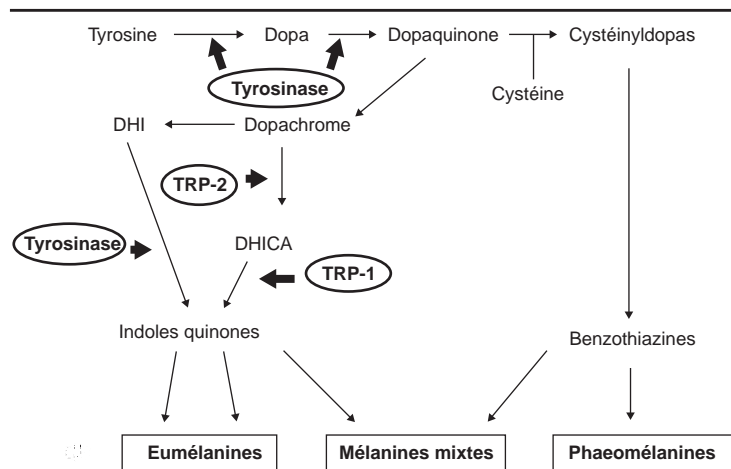 Tyrosine Dopa Dopaquinone Cystéinyldopas
Tyrosinase
Cystéine
DHI Dopachrome
TRP-2
Tyrosinase
DHICA
TRP-1
Indoles quinones
Benzothiazines
Eumélanines Mélanines mixtes Phaeomélanines